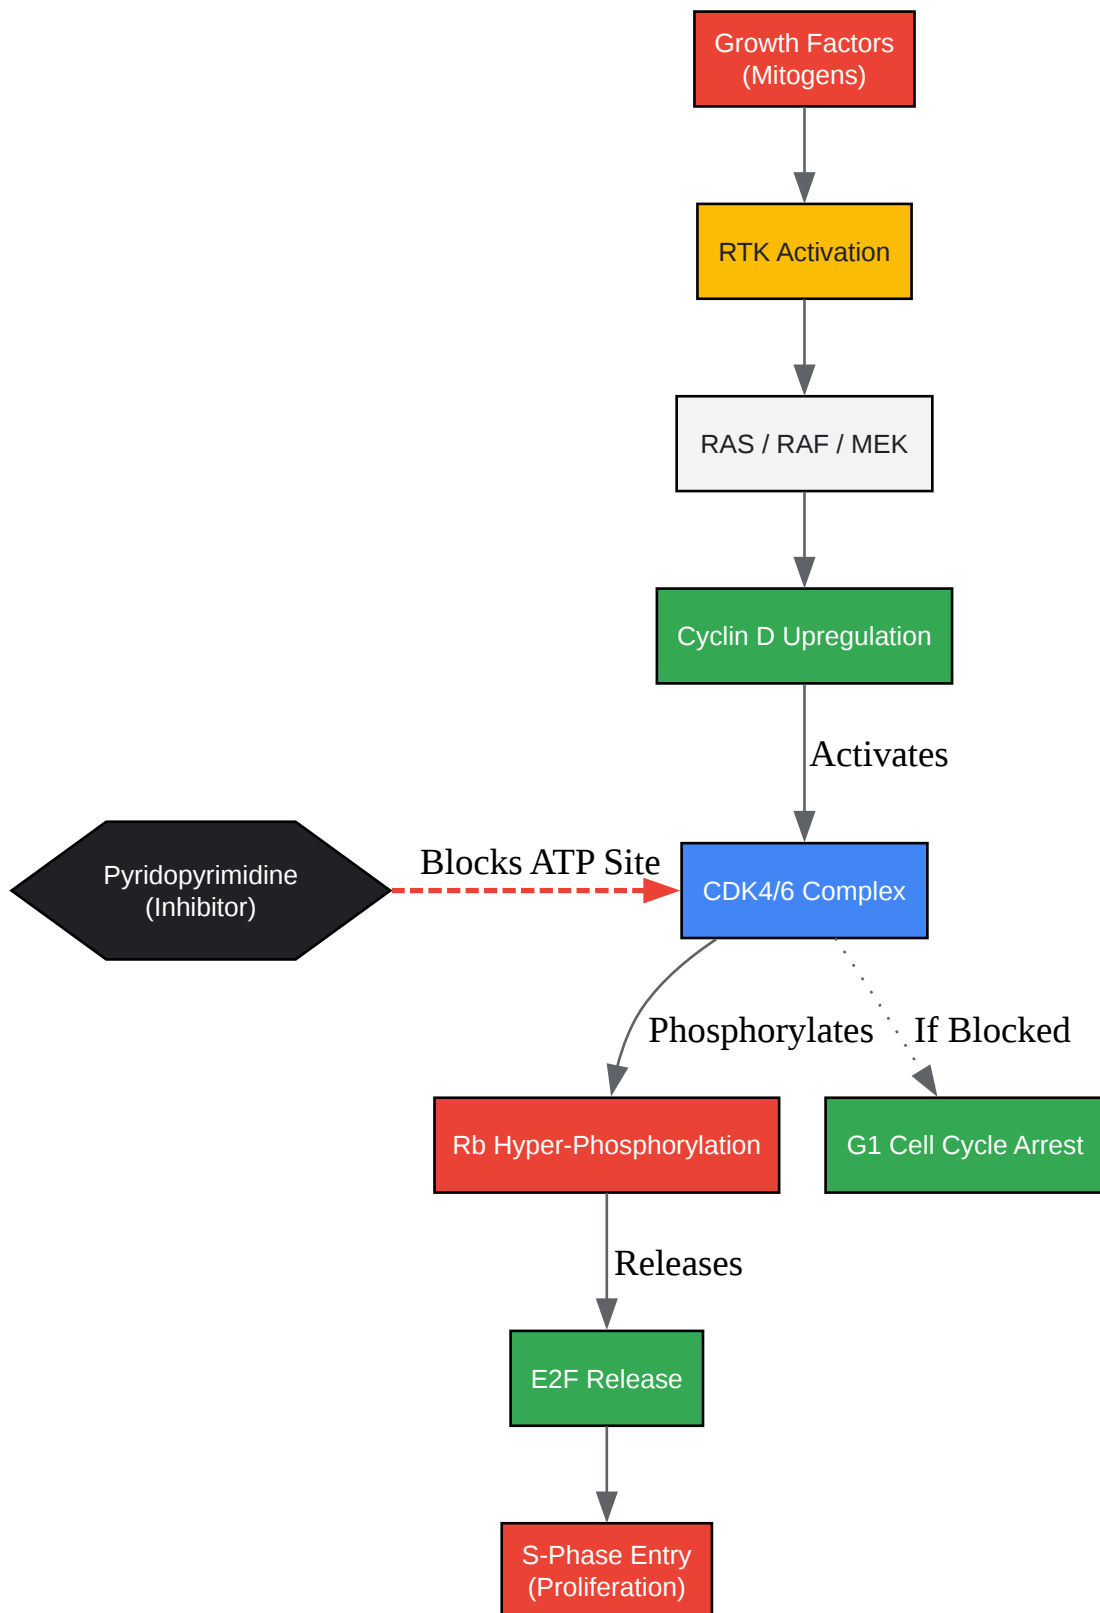 Growth Factors
(Mitogens)
RTK Activation
RAS / RAF / MEK
Cyclin D Upregulation
Activates
Pyridopyrimidine
(Inhibitor)
Blocks ATP Site
CDK4/6 Complex
Phosphorylates
If Blocked
Rb Hyper-Phosphorylation
G1 Cell Cycle Arrest
Releases
E2F Release
S-Phase Entry
(Proliferation)